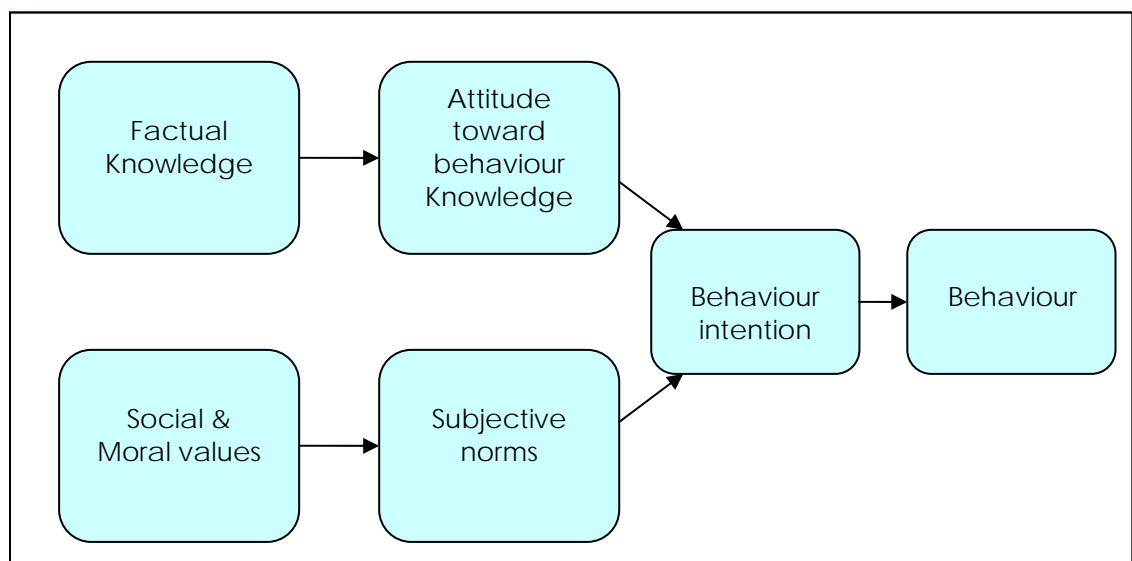 Factual
Knowledge
Attitude
toward
behaviour
Knowledge
Behaviour
intention
Behaviour
Social &
Moral values
Subjective
norms